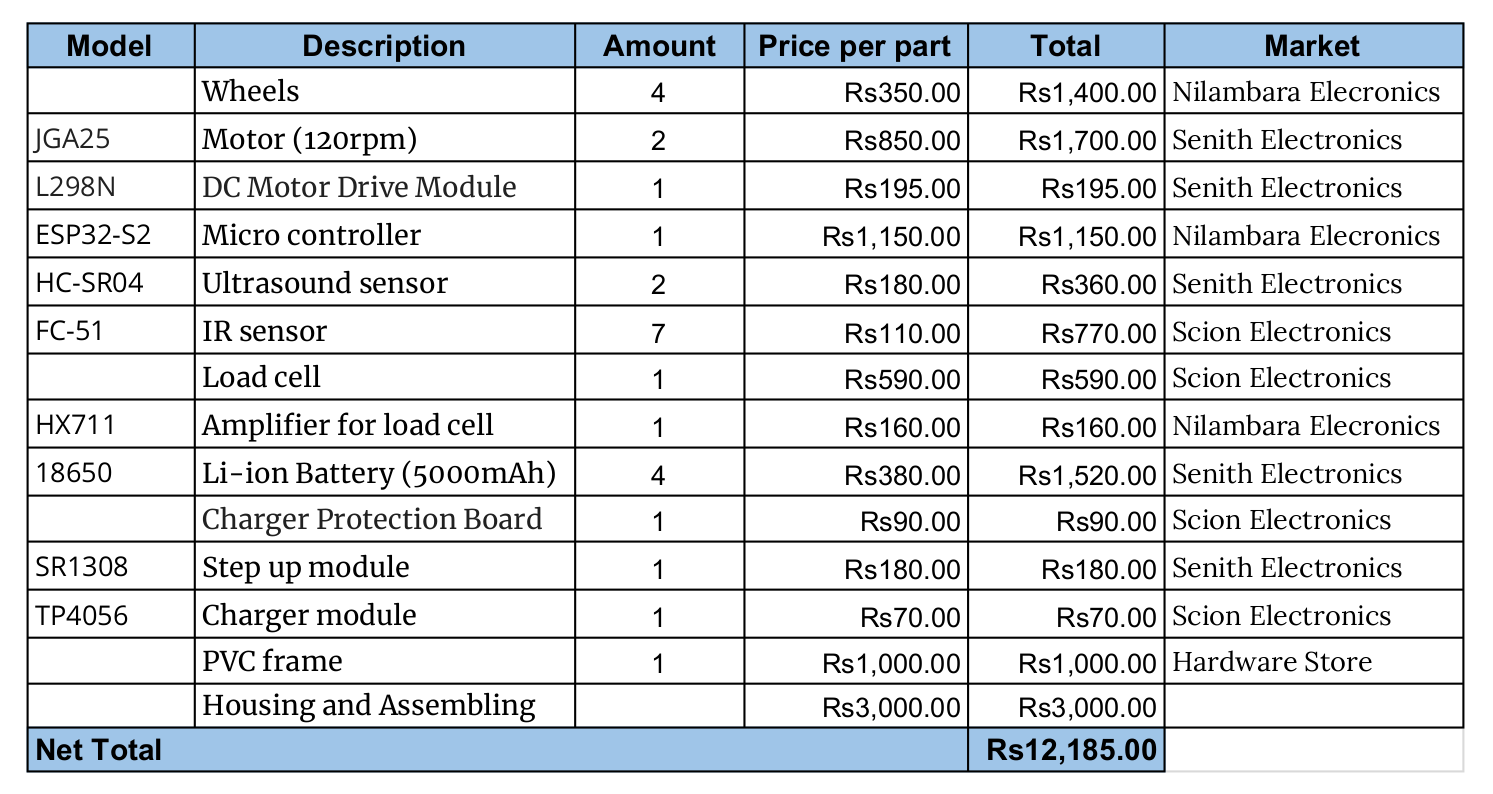 Model Description Amount Price per part Total Market
Wheels 4 Rs350.00 Rs1,400.00 Nilambara Elecronics
JGA25 Motor (120rpm) 2 Rs850.00 Rs1,700.00 Senith Electronics
L298N DC Motor Drive Module 1 Rs195.00 Rs195.00 Senith Electronics
ESP32-S2 Micro controller 1 Rs1,150.00 Rs1,150.00 Nilambara Elecronics
HC-SR04 Ultrasound sensor 2 Rs180.00 Rs360.00 Senith Electronics
FC-51 IR sensor 7 Rs110.00 Rs770.00 Scion Electronics
Load cell 1 Rs590.00 Rs590.00 Scion Electronics
HX711 Amplifier for load cell 1 Rs160.00 Rs160.00 Nilambara Elecronics
18650 Li-ion Battery (5000mAh) 4 Rs380.00 Rs1,520.00 Senith Electronics
Charger Protection Board 1 Rs90.00 Rs90.00 Scion Electronics
SR1308 Step up module 1 Rs180.00 Rs180.00 Senith Electronics
TP4056 Charger module 1 Rs70.00 Rs70.00 Scion Electronics
PVC frame 1 Rs1,000.00 Rs1,000.00 Hardware Store
Housing and Assembling Rs3,000.00 Rs3,000.00
Net Total Rs12,185.00